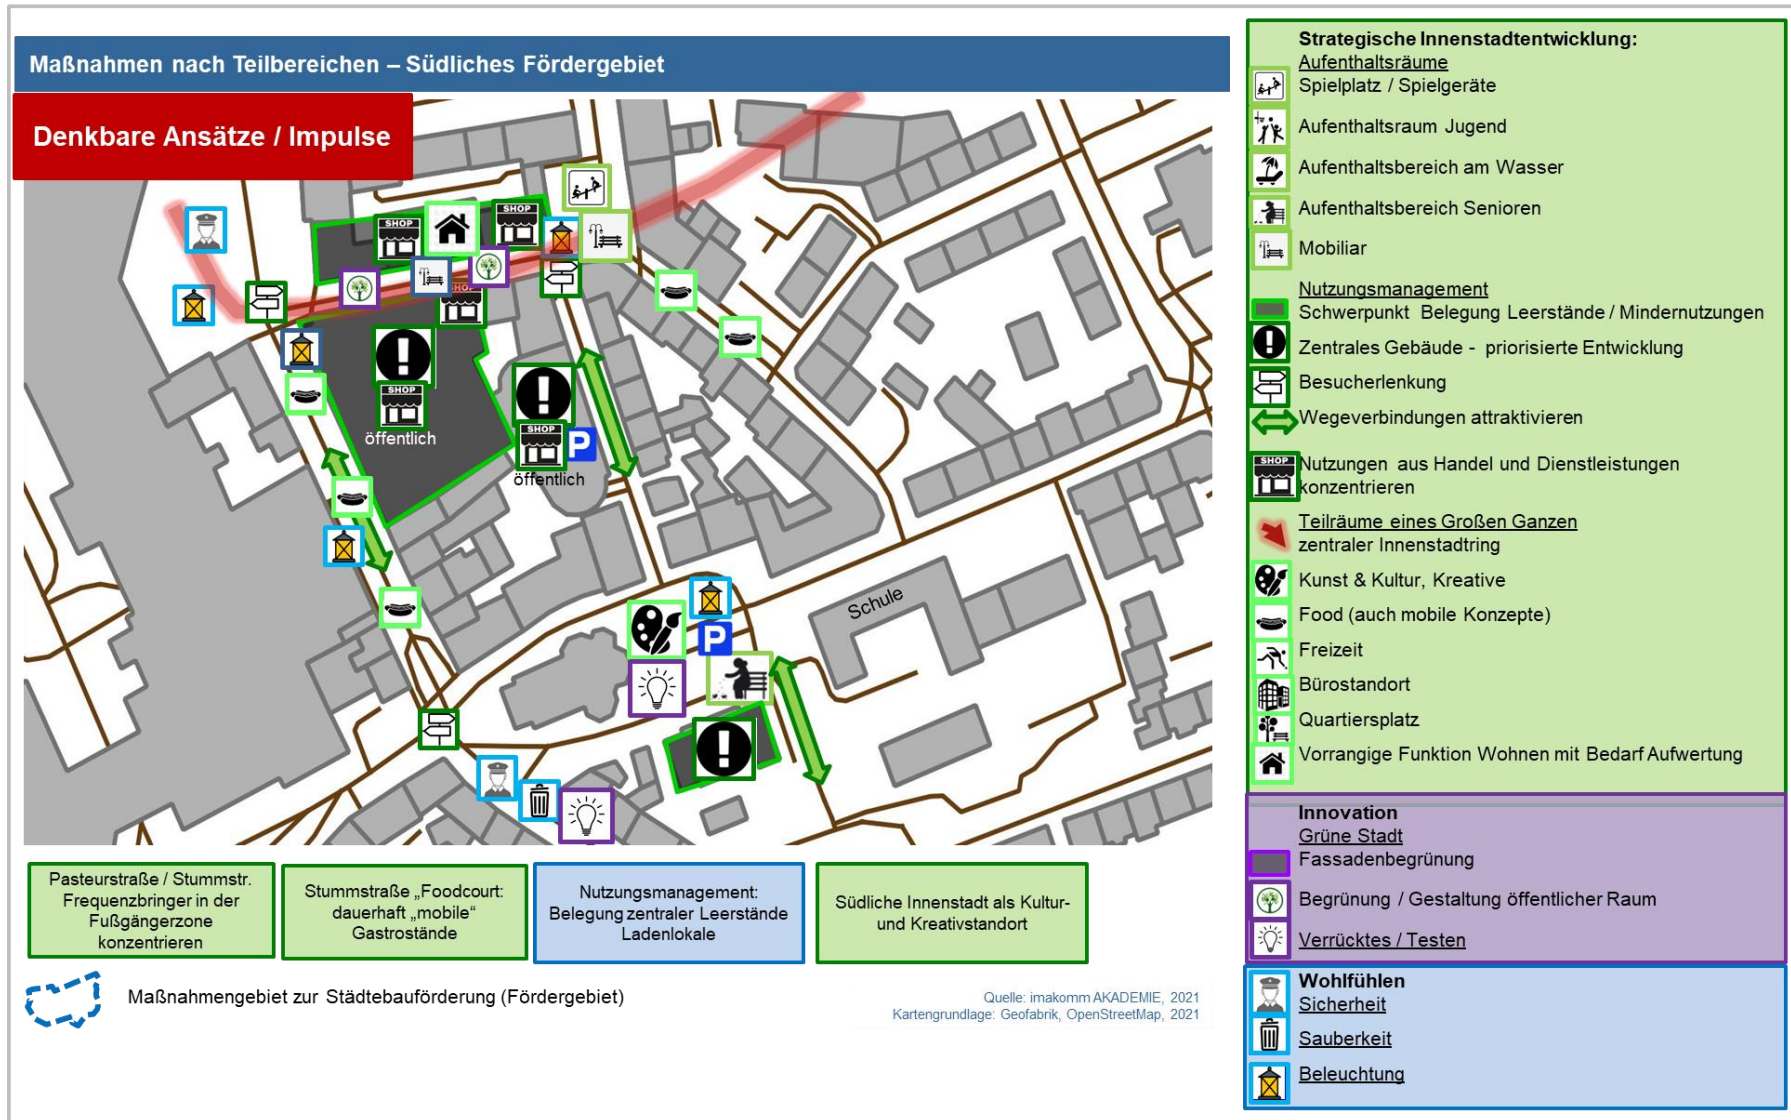 Maßnahmen nach Teilbereichen – Südliches Fördergebiet
Denkbare Ansätze / Impulse
SHOP
SHOP
SHOP
SHOP
öffentlich
SHOP
P
öffentlich
P
Schule
Pasteurstraße / Stummstr.
Frequenzbringer in der
Fußgängerzone
konzentrieren
Stummstraße „Foodcourt:
dauerhaft „mobile“
Gastrostände
Nutzungsmanagement:
Belegung zentraler Leerstände
Ladenlokale
Südliche Innenstadt als Kultur-
und Kreativstandort
Maßnahmengebiet zur Städtebauförderung (Fördergebiet)
Quelle: imakomm AKADEMIE, 2021
Kartengrundlage: Geofabrik, OpenStreetMap, 2021
Strategische Innenstadtentwicklung:
Aufenthaltsräume
Spielplatz / Spielgeräte
Aufenthaltsraum Jugend
Aufenthaltsbereich am Wasser
Aufenthaltsbereich Senioren
Mobiliar
Nutzungsmanagement
Schwerpunkt Belegung Leerstände / Mindernutzungen
Zentrales Gebäude - priorisierte Entwicklung
Besucherlenkung
Wegeverbindungen attraktivieren
SHOP
Nutzungen aus Handel und Dienstleistungen
konzentrieren
Teilräume eines Großen Ganzen
zentraler Innenstadtring
Kunst & Kultur, Kreative
Food (auch mobile Konzepte)
Freizeit
Bürostandort
Quartiersplatz
Vorrangige Funktion Wohnen mit Bedarf Aufwertung
Innovation
Grüne Stadt
Fassadenbegrünung
Begrünung / Gestaltung öffentlicher Raum
Verrücktes / Testen
Wohlfühlen
Sicherheit
Sauberkeit
Beleuchtung